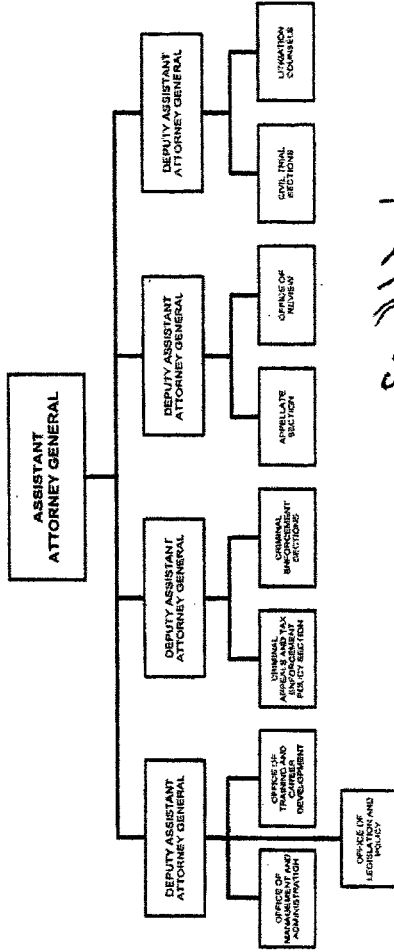 ASSISTANT
ATTORNEY GENERAL
DEPUTY ASSISTANT
ATTORNEY GENERAL
DEPUTY ASSISTANT
ATTORNEY GENERAL
DEPUTY ASSISTANT
ATTORNEY GENERAL
DEPUTY ASSISTANT
ATTORNEY GENERAL
OFFICE OF
MANAGEMENT AND
ADMINISTRATION
OFFICE OF
TRAINING AND
CAREER
DEVELOPMENT
OFFICE OF
LEGISLATION AND
POLICY
CRIMINAL
APPEALS AND TAX
ENFORCEMENT
POLICY SECTION
CRIMINAL
ENFORCEMENT
SECTIONS
APPELLATE
SECTION
OFFICE OF
REVIEW
CIVIL TRIAL
SECTIONS
LITIGATION
COUNSELS